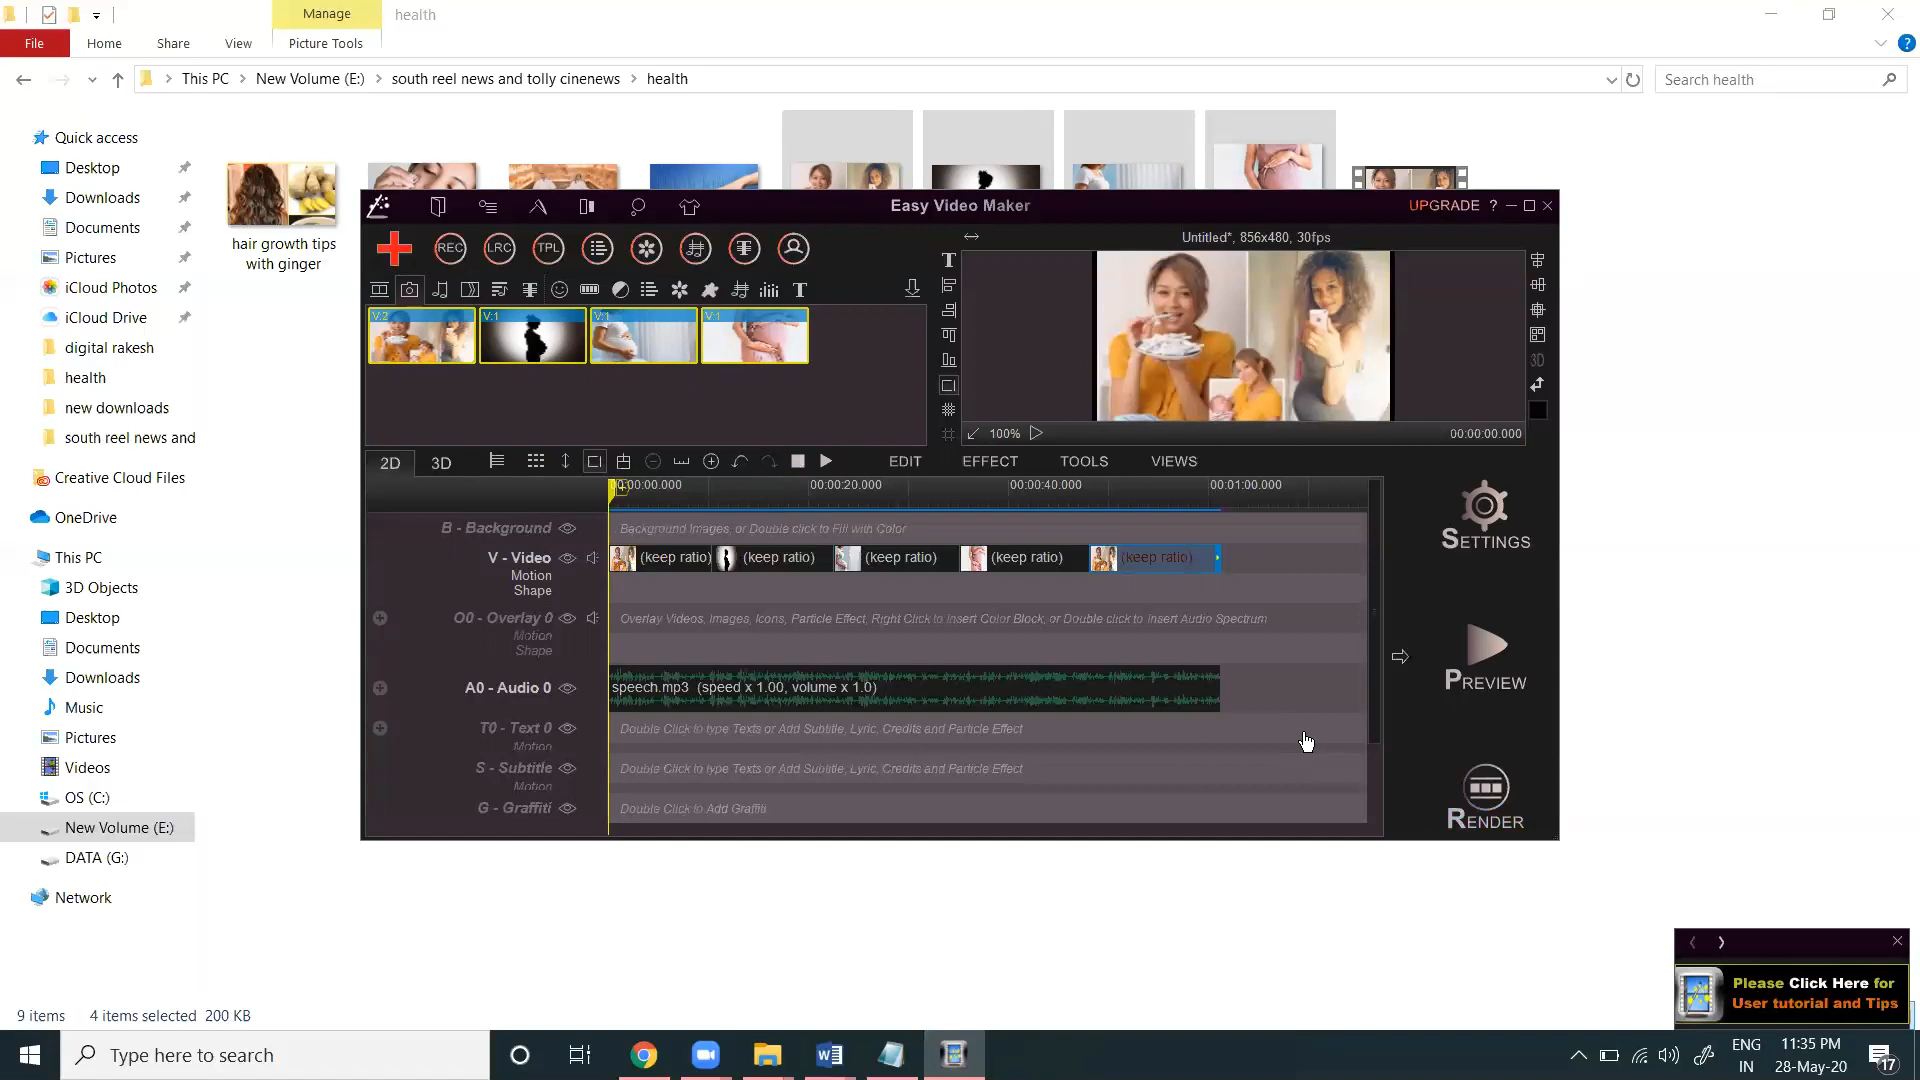 Manage
health
File
Home
Share
View
Picture Tools
This PC
New Volume (E:)
south reel news and tolly cinenews
health
Search health
Quick access
Desktop
Downloads
Documents
Pictures
iCloud Photos
iCloud Drive
digital rakesh
health
new downloads
south reel news and
Creative Cloud Files
OneDrive
This PC
3D Objects
Desktop
Documents
Downloads
Music
Pictures
Videos
OS (C:)
New Volume (E:)
DATA (G:)
Network
hair growth tips
with ginger
Easy Video Maker
UPGRADE ?
REC
LRC
TPL
Untitled*, 856x480, 30fps
V:2
V:1
V:1
V:1
3D
100%
00:00:00.000
2D
3D
EDIT
EFFECT
TOOLS
VIEWS
00:00:20.000
00:00:40.000
00:01:00.000
B - Background
Background Images, or Double click to Fill with Color
V - Video
Motion
Shape
(keep ratio)
(keep ratio)
(keep ratio)
(keep ratio)
(keep ratio)
O0 - Overlay 0
Motion
Shape
Overlay Videos, Images, Icons, Particle Effect, Right Click to Insert Color Block, or Double click to Insert Audio Spectrum
A0 - Audio 0
speech.mp3 (speed x 1.00, volume x 1.0)
T0 - Text 0
Motion
Double Click to type Texts or Add Subtitle, Lyric, Credits and Particle Effect
S - Subtitle
Motion
Double Click to type Texts or Add Subtitle, Lyric, Credits and Particle Effect
G - Graffiti
Double Click to Add Graffiti
SETTINGS
PREVIEW
RENDER
Please Click Here for
User tutorial and Tips
9 items
4 items selected 200 KB
Type here to search
ENG
IN
11:35 PM
28-May-20
17